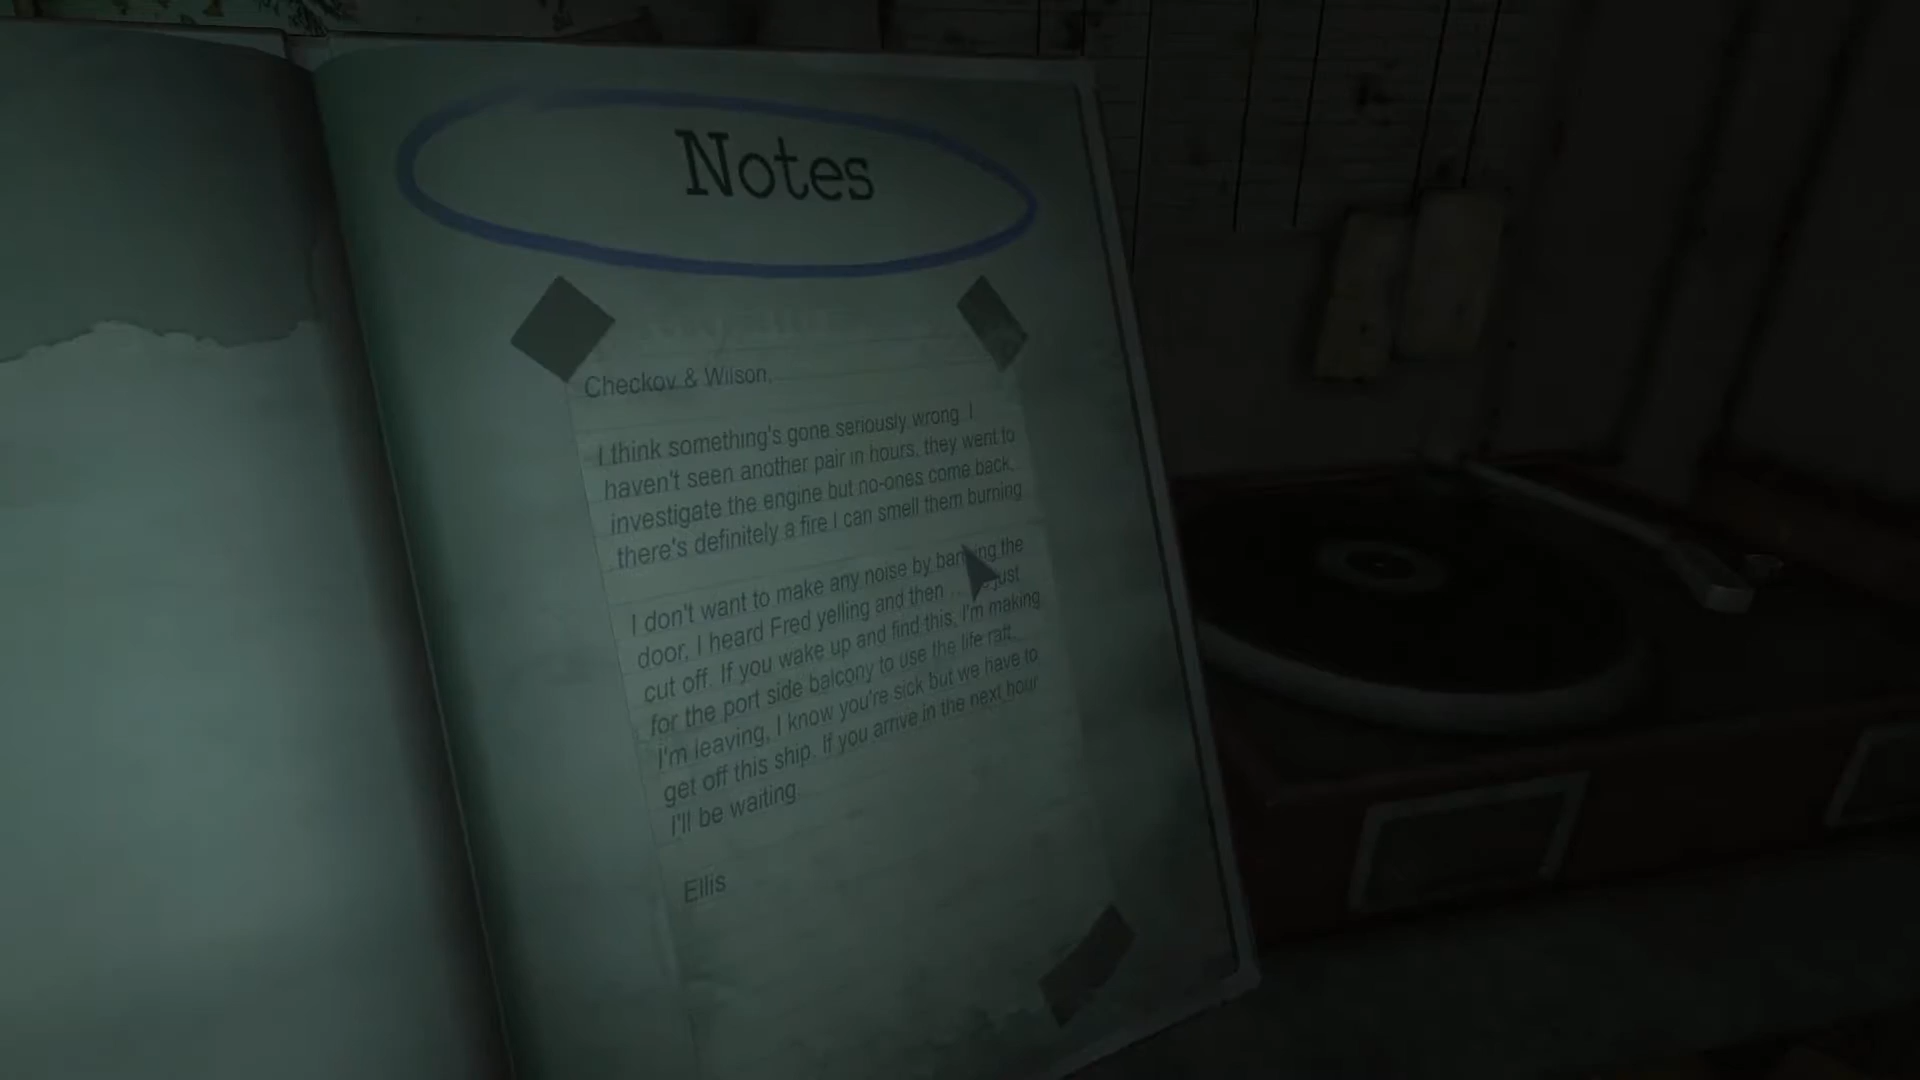 Notes
Checkov & Wilson,
I think something's gone seriously wrong. I
haven't seen another pair in hours, they went to
investigate the engine but no-ones come back,
there's definitely a fire I can smell them burning
I don't want to make any noise by banging the
door, I heard Fred yelling and then .. just
cut off. If you wake up and find this, I'm making
for the port side balcony to use the life raft.
I'm leaving, I know you're sick but we have to
get off this ship. If you arrive in the next hour
I'll be waiting.
Ellis